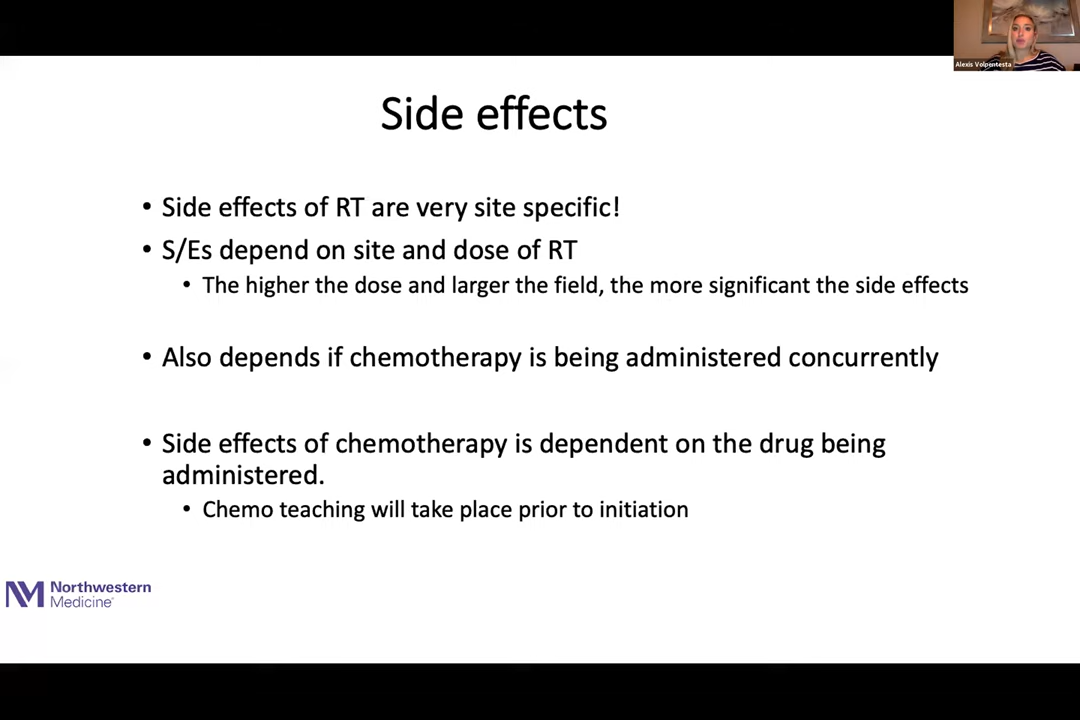 Alexis Volpentesta
Side effects
• Side effects of RT are very site specific!
• S/Es depend on site and dose of RT
• The higher the dose and larger the field, the more significant the side effects
• Also depends if chemotherapy is being administered concurrently
• Side effects of chemotherapy is dependent on the drug being
administered.
• Chemo teaching will take place prior to initiation
NM Northwestern
Medicine